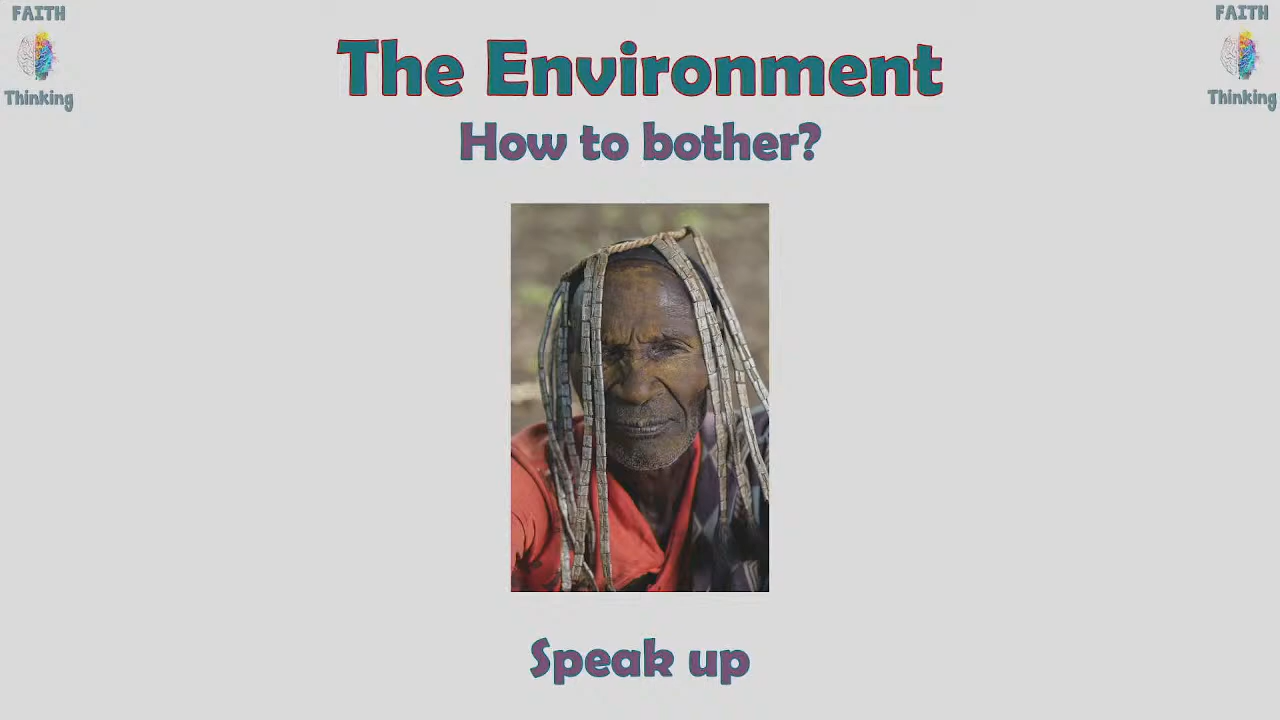 FAITH
Thinking
The Environment
How to bother?
FAITH
Thinking
Speak up